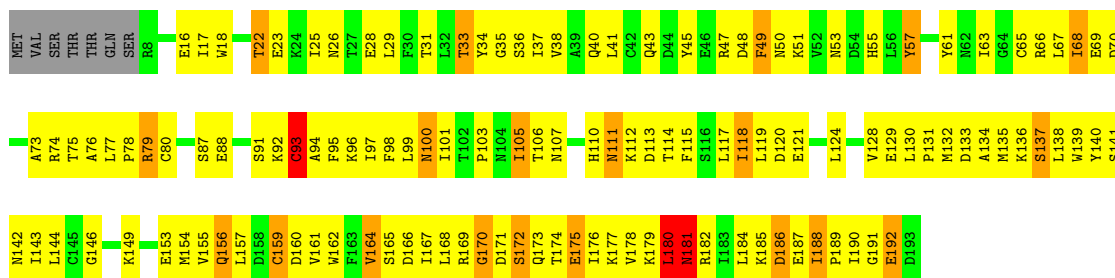 MET VAL SER THR THR GLN SER R8 E16 I17 W18 T22 E23 K24 I25 N26 T27 E28 L29 F30 T31 L32 T33 Y34 G35 S36 I37 V38 A39 Q40 L41 C42 Q43 D44 Y45 E46 R47 D48 F49 N50 K51 V52 N53 D54 H55 L56 Y57 Y61 N62 I63 G64 C65 R66 L67 I68 E69
A73 R74 T75 A76 L77 P78 R79 C80 S87 E88 S91 K92 C93 A94 F95 K96 I97 F98 L99 N100 I101 T102 P103 N104 I105 T106 N107 H110 N111 K112 D113 T114 F115 S116 L117 I118 L119 D120 E121 L124 V128 E129 L130 P131 M132 D133 A134 M135 K136 S137 L138 W139 Y140 S141
N142 I143 L144 C145 G146 K149 E153 M154 V155 Q156 L157 D158 C159 D160 V161 W162 F163 V164 S165 D166 I167 L168 R169 G170 D171 S172 Q173 T174 E175 I176 K177 V178 K179 L180 N181 R182 I183 L184 K185 D186 E187 I188 P189 I190 G191 E192 D193